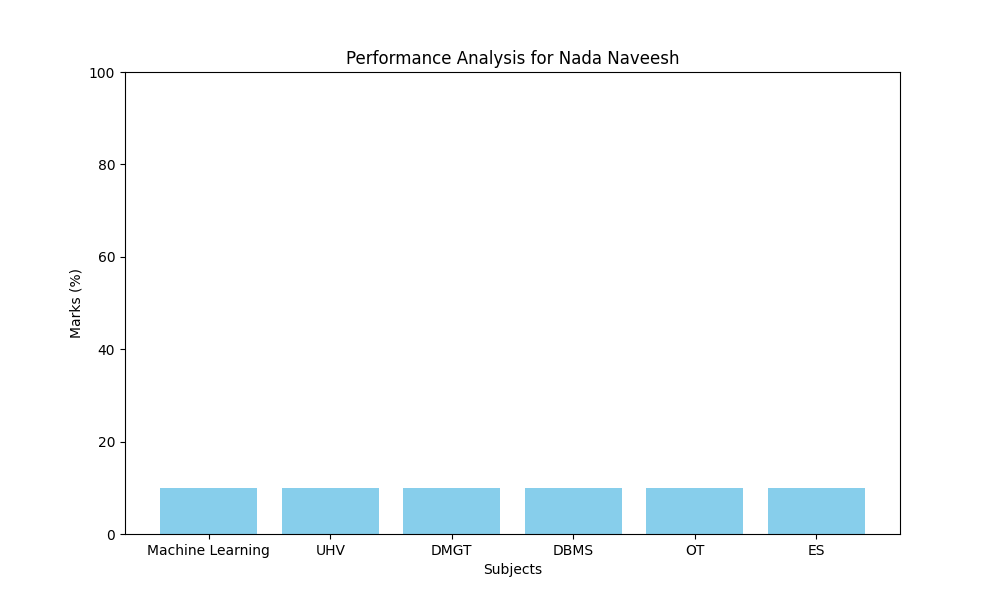 Performance Analysis for Nada Naveesh
100
80
60
40
20
0
Marks (%)
Machine Learning UHV DMGT DBMS OT ES
Subjects